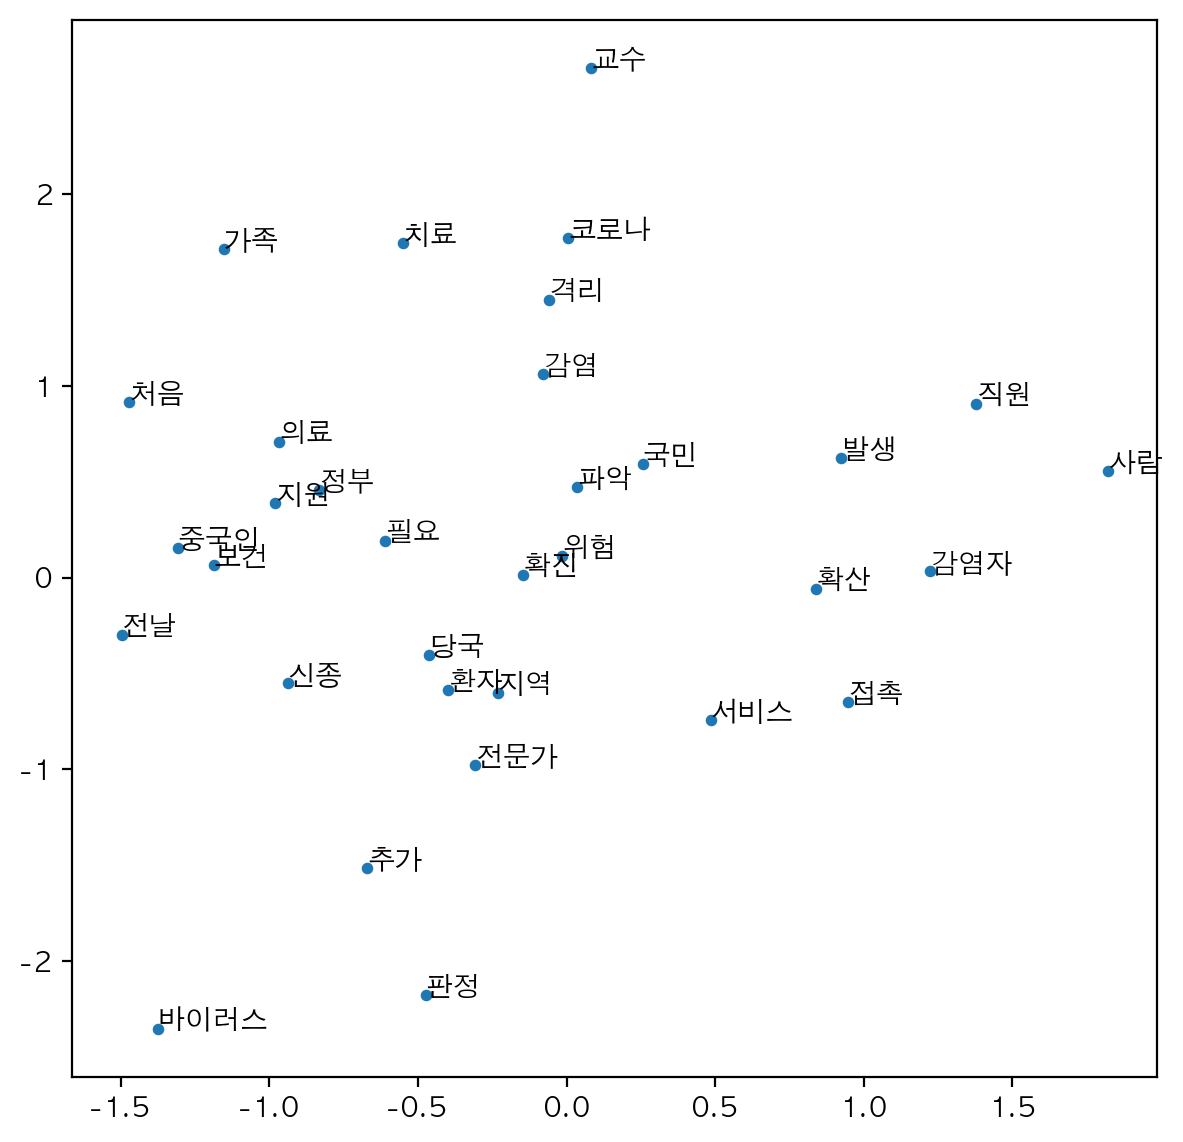 교수
2
가족
치료
코로나
격리
감염
1
처음
직원
의료
국민
발생
사람
정부
지원
파악
필요
중국인
보건
위험
확진
0
감염자
확산
전날
당국
신종
환자
지역
접촉
서비스
전문가
-1
추가
-2
판정
바이러스
-1.5 -1.0 -0.5 0.0 0.5 1.0 1.5